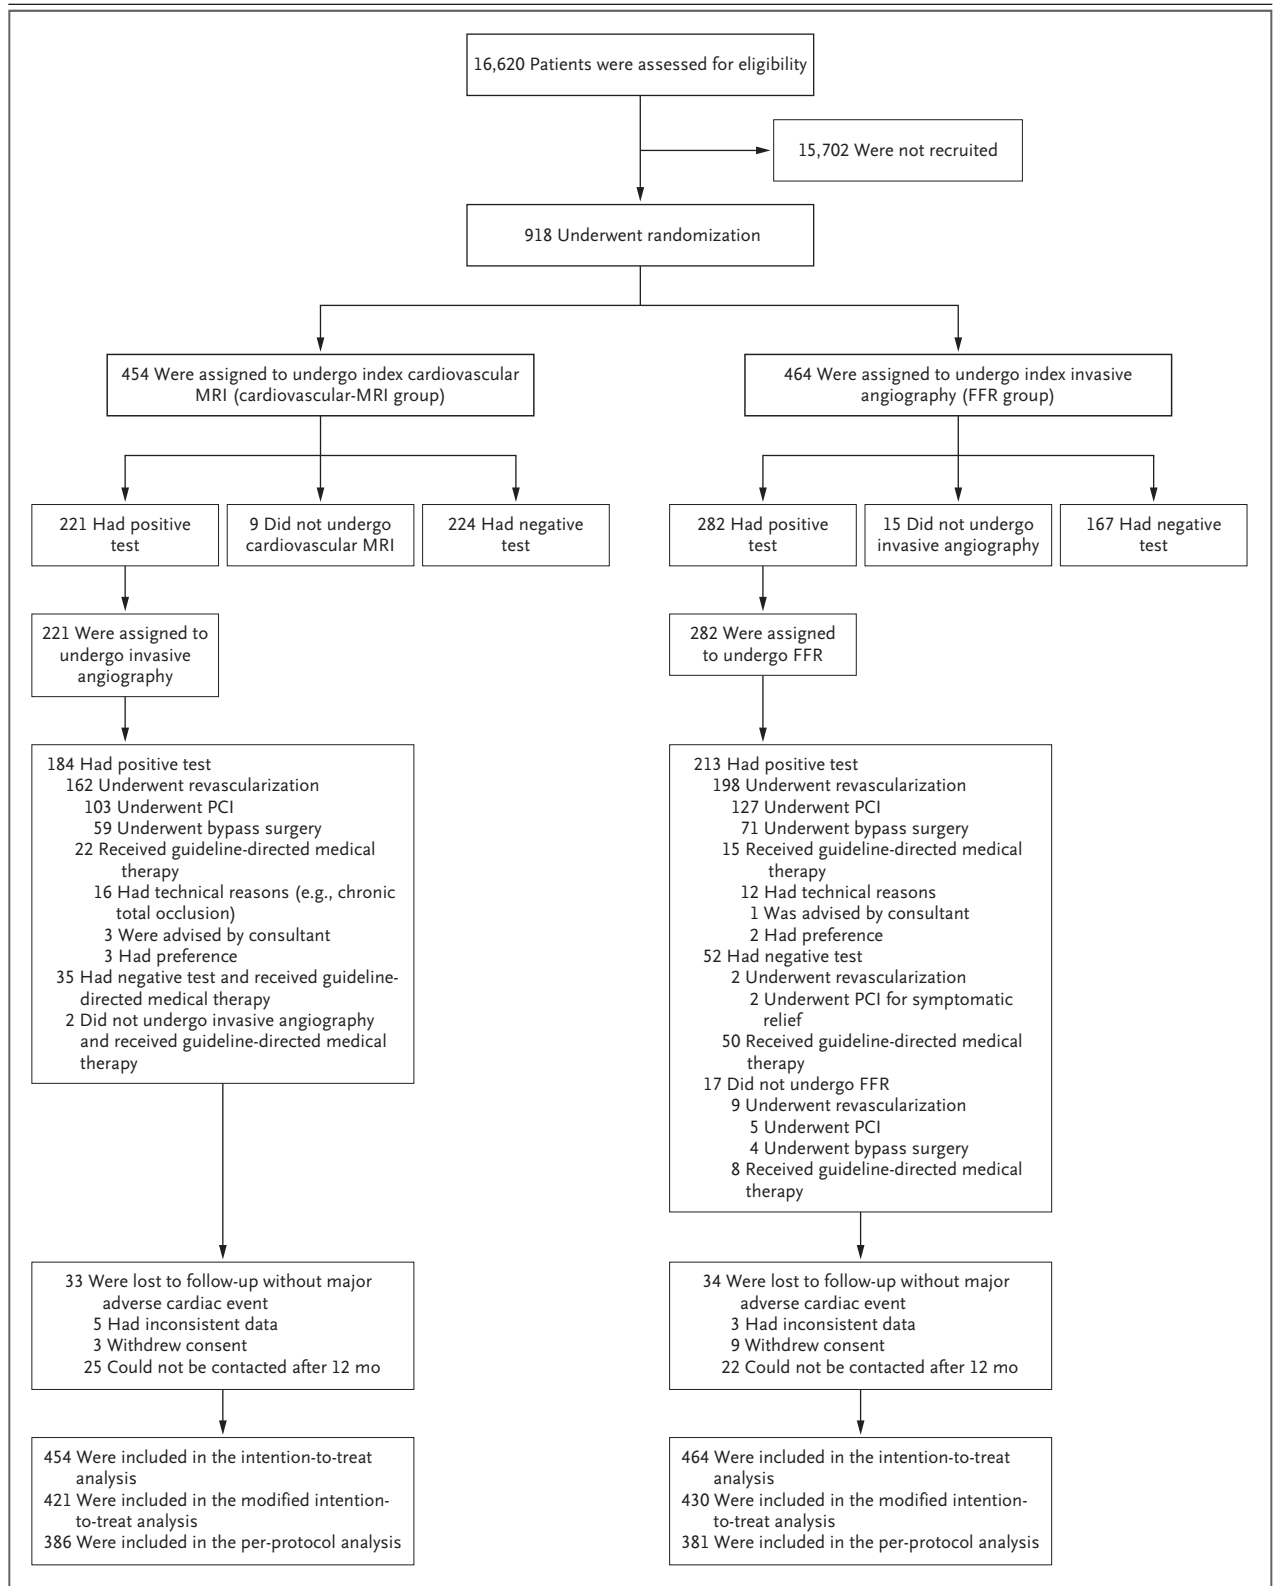 16,620 Patients were assessed for eligibility
15,702 Were not recruited
918 Underwent randomization
454 Were assigned to undergo index cardiovascular
MRI (cardiovascular-MRI group)
464 Were assigned to undergo index invasive
angiography (FFR group)
221 Had positive
test
9 Did not undergo
cardiovascular MRI
224 Had negative
test
282 Had positive
test
15 Did not undergo
invasive angiography
167 Had negative
test
221 Were assigned to
undergo invasive
angiography
282 Were assigned
to undergo FFR
184 Had positive test
162 Underwent revascularization
103 Underwent PCI
59 Underwent bypass surgery
22 Received guideline-directed medical
therapy
16 Had technical reasons (e.g., chronic
total occlusion)
3 Were advised by consultant
3 Had preference
35 Had negative test and received guideline-
directed medical therapy
2 Did not undergo invasive angiography
and received guideline-directed medical
therapy
213 Had positive test
198 Underwent revascularization
127 Underwent PCI
71 Underwent bypass surgery
15 Received guideline-directed medical
therapy
12 Had technical reasons
1 Was advised by consultant
2 Had preference
52 Had negative test
2 Underwent revascularization
2 Underwent PCI for symptomatic
relief
50 Received guideline-directed medical
therapy
17 Did not undergo FFR
9 Underwent revascularization
5 Underwent PCI
4 Underwent bypass surgery
8 Received guideline-directed medical
therapy
33 Were lost to follow-up without major
adverse cardiac event
5 Had inconsistent data
3 Withdrew consent
25 Could not be contacted after 12 mo
34 Were lost to follow-up without major
adverse cardiac event
3 Had inconsistent data
9 Withdrew consent
22 Could not be contacted after 12 mo
454 Were included in the intention-to-treat
analysis
421 Were included in the modified intention-
to-treat analysis
386 Were included in the per-protocol analysis
464 Were included in the intention-to-treat
analysis
430 Were included in the modified intention-
to-treat analysis
381 Were included in the per-protocol analysis